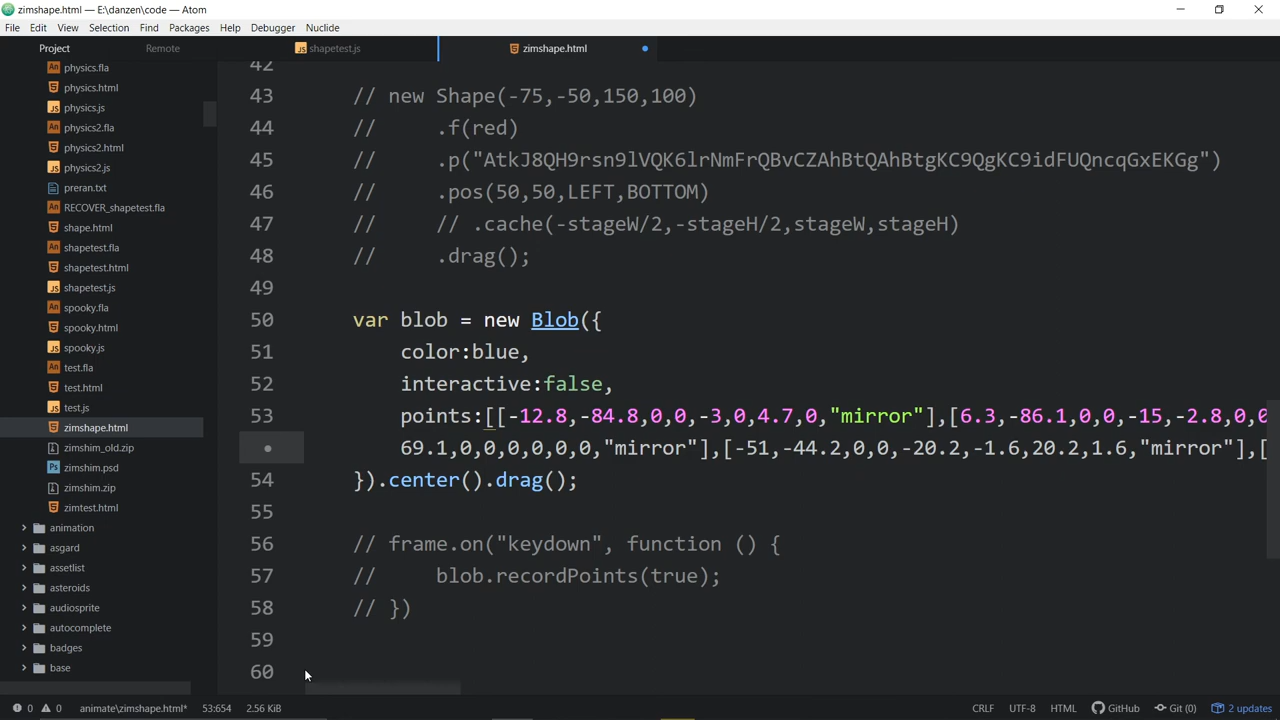 zimshape.html — E:\danzen\code — Atom
File Edit View Selection Find Packages Help Debugger Nuclide
Project Remote shapetest.js zimshape.html
physics.fla
physics.html
physics.js
physics2.fla
physics2.html
physics2.js
preran.txt
RECOVER_shapetest.fla
shape.html
shapetest.fla
shapetest.html
shapetest.js
spooky.fla
spooky.html
spooky.js
test.fla
test.html
test.js
zimshape.html
zimshim_old.zip
zimshim.psd
zimshim.zip
zimtest.html
animation
asgard
assetlist
asteroids
audiosprite
autocomplete
badges
base
42
43 // new Shape(-75,-50,150,100)
44 // .f(red)
45 // .p("AtkJ8QH9rsn9lVQK6lrNmFrQBvCZAhBtQAhBtgKC9QgKC9idFUQncqGxEKGg")
46 // .pos(50,50,LEFT,BOTTOM)
47 // // .cache(-stageW/2,-stageH/2,stageW,stageH)
48 // .drag();
49
50 var blob = new Blob({
51 color:blue,
52 interactive:false,
53 points:[[-12.8,-84.8,0,0,-3,0,4.7,0,"mirror"],[6.3,-86.1,0,0,-15,-2.8,0,0
69.1,0,0,0,0,0,0,"mirror"],[-51,-44.2,0,0,-20.2,-1.6,20.2,1.6,"mirror"],[
54 }).center().drag();
55
56 // frame.on("keydown", function () {
57 // blob.recordPoints(true);
58 // })
59
60
0 0 animate\zimshape.html* 53:654 2.56 KiB CRLF UTF-8 HTML GitHub Git (0) 2 updates